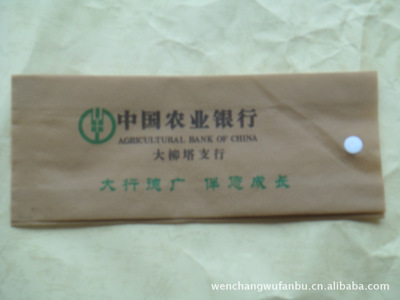 中国农业银行
AGRICULTURAL BANK OF CHINA
大柳塔支行
大行德广 伴您成长
wenchangwufanbu.cn.alibaba.com